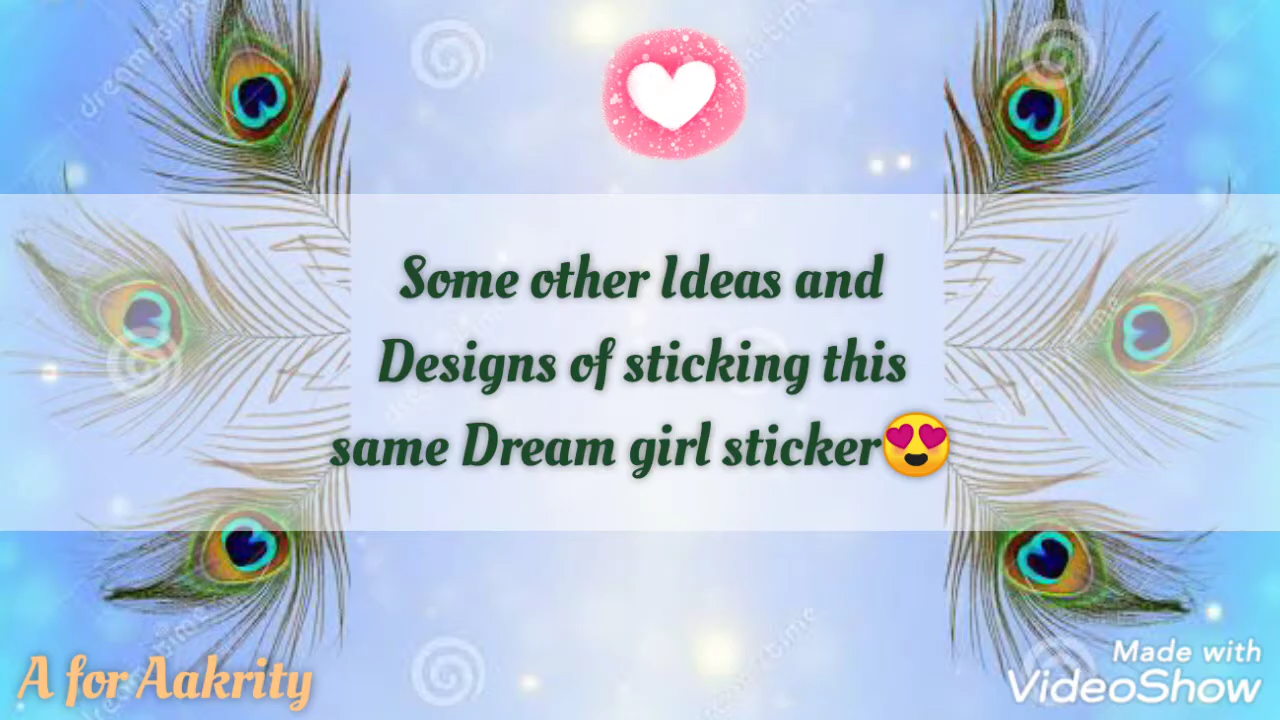 Some other Ideas and
Designs of sticking this
same Dream girl sticker😍
A for Aakrity
Made with
VideoShow